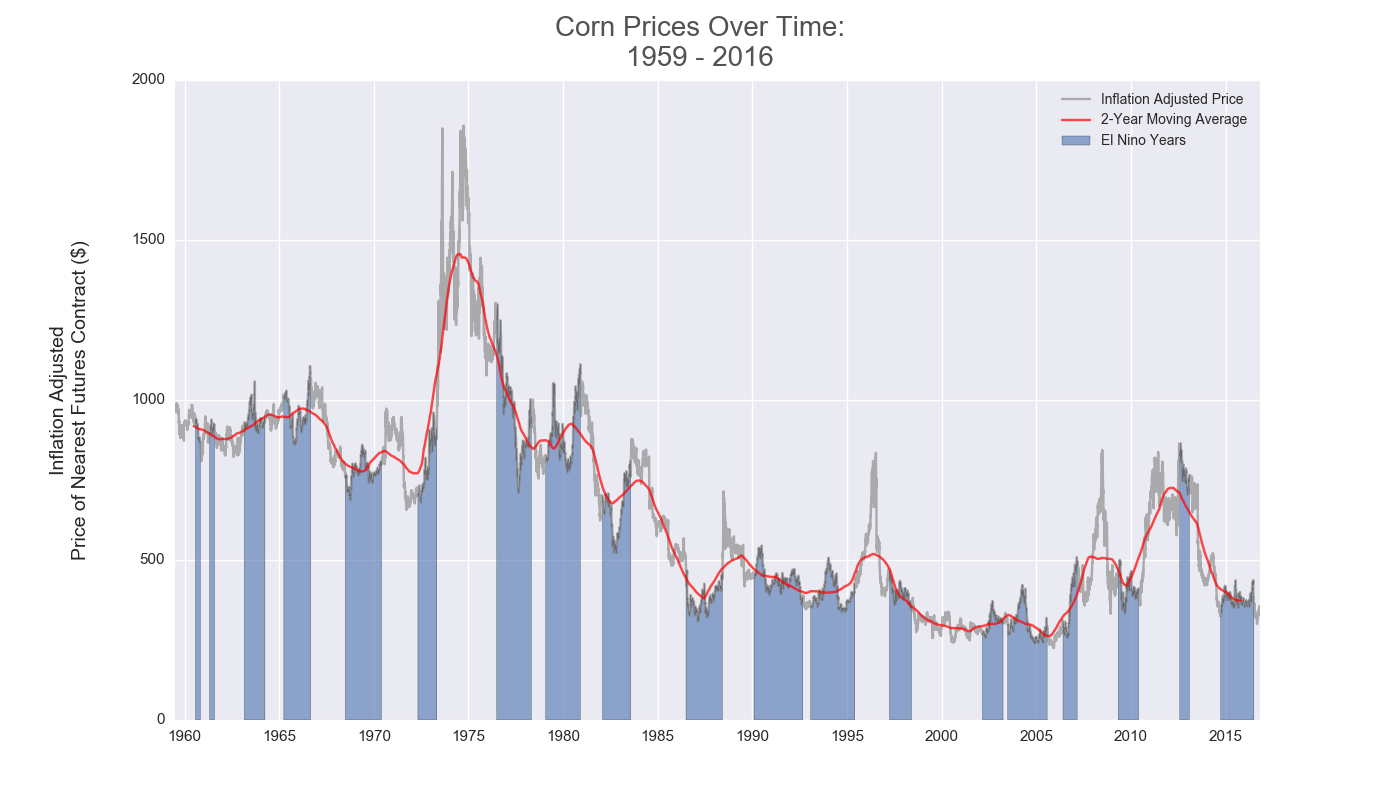 Corn Prices Over Time:
1959 - 2016
Inflation Adjusted Price
2-Year Moving Average
El Nino Years
Inflation Adjusted
Price of Nearest Futures Contract ($)
2000
1500
1000
500
0
1960 1965 1970 1975 1980 1985 1990 1995 2000 2005 2010 2015